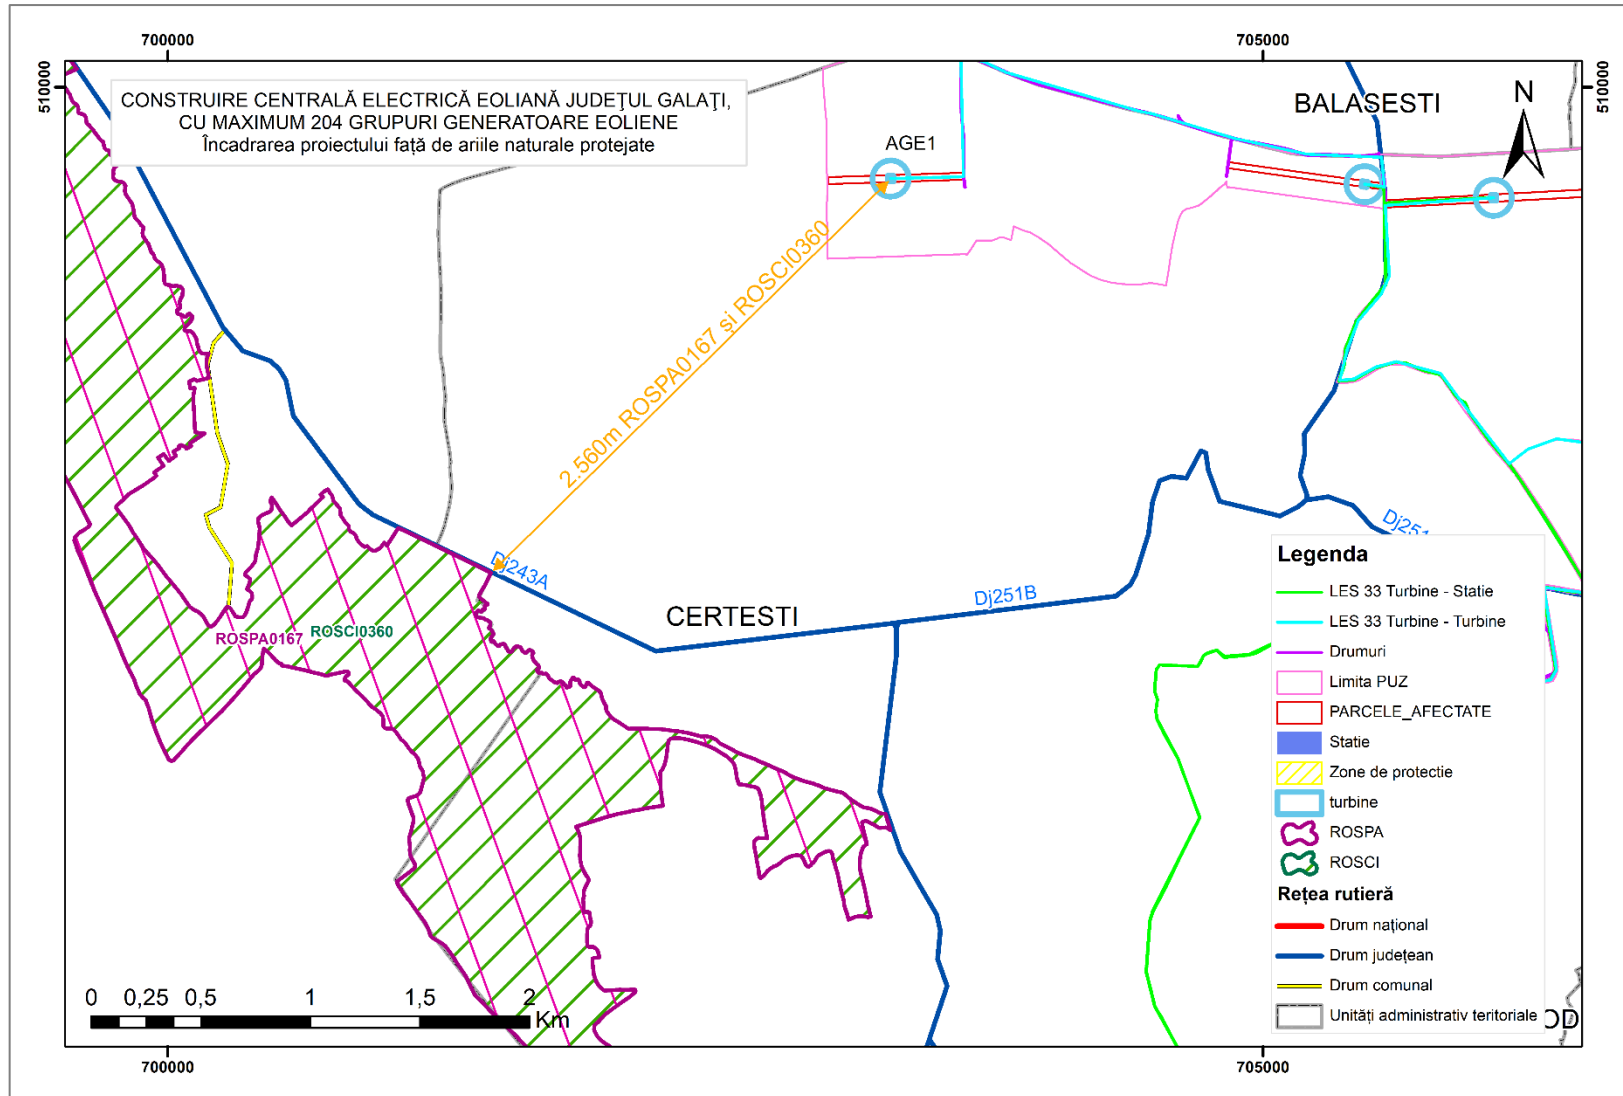 700000
705000
510000
510000
CONSTRUIRE CENTRALĂ ELECTRICĂ EOLIANĂ JUDEŢUL GALAŢI,
CU MAXIMUM 204 GRUPURI GENERATOARE EOLIENE
Încadrarea proiectului față de ariile naturale protejate
BALASESTI
N
AGE1
2.560m ROSPA0167 și ROSCI0360
Dj243A
Dj251
Dj251B
CERTESTI
ROSPA0167
ROSCI0360
Legenda
LES 33 Turbine - Statie
LES 33 Turbine - Turbine
Drumuri
Limita PUZ
PARCELE_AFECTATE
Statie
Zone de protectie
turbine
ROSPA
ROSCI
Rețea rutieră
Drum național
Drum județean
Drum comunal
Unități administrativ teritoriale
OD
0 0,25 0,5 1 1,5 2
Km
700000
705000